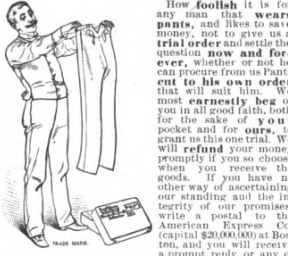 How foolish it is for
any man that wears
pants, and likes to save
money, not to give us a
trial order and settle the
question now and for-
ever, whether or not he
can procure from us Pants
cut to his own order
that will suit him. We
most earnestly beg of
you in all good faith, both
for the sake of your
pocket and for ours, to
grant us this one trial. We
will refund your money
promptly if you so choose
when you receive the
goods. If you have no
other way of ascertaining
our standing and the in-
tegrity of our promises
write a postal to the
American Express Co
(capital $20,000,000) at Bos-
ton, and you will receive
a prompt reply or any of
TRADE MARK.